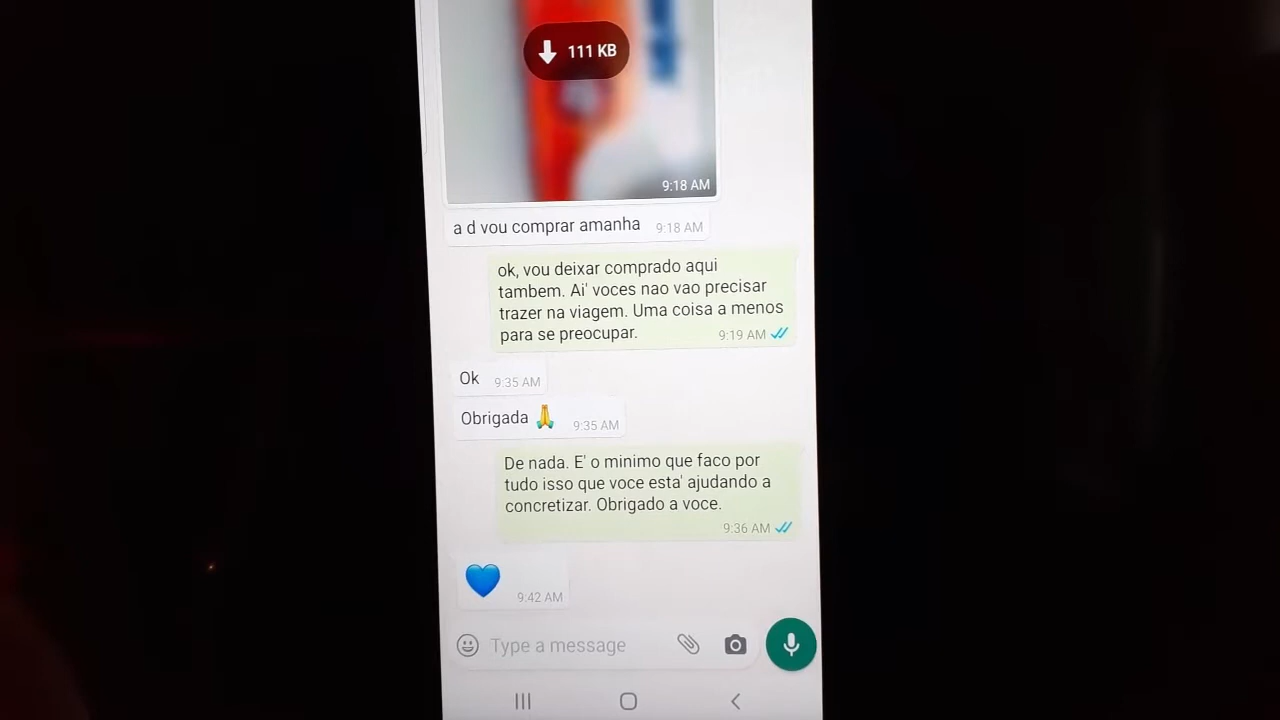 111 KB
9:18 AM
a d vou comprar amanha 9:18 AM
ok, vou deixar comprado aqui
tambem. Ai' voces nao vao precisar
trazer na viagem. Uma coisa a menos
para se preocupar. 9:19 AM
Ok 9:35 AM
Obrigada 🙏 9:35 AM
De nada. E' o minimo que faco por
tudo isso que voce esta' ajudando a
concretizar. Obrigado a voce.
9:36 AM
💙 9:42 AM
Type a message